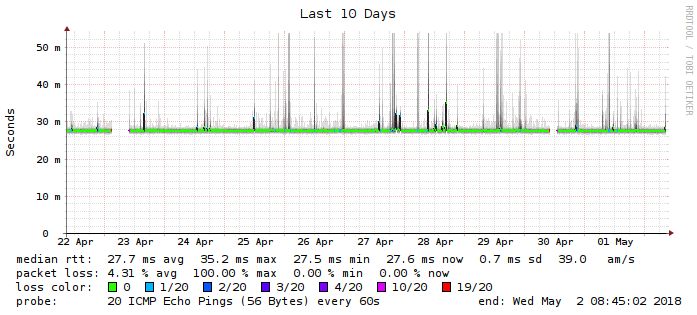 Last 10 Days
RRDTOOL / TOBI OETIKER
Seconds
50 m
40 m
30 m
20 m
10 m
0
22 Apr 23 Apr 24 Apr 25 Apr 26 Apr 27 Apr 28 Apr 29 Apr 30 Apr 01 May
median rtt: 27.7 ms avg 35.2 ms max 27.5 ms min 27.6 ms now 0.7 ms sd 39.0 am/s
packet loss: 4.31 % avg 100.00 % max 0.00 % min 0.00 % now
loss color: 0 1/20 2/20 3/20 4/20 10/20 19/20
probe: 20 ICMP Echo Pings (56 Bytes) every 60s end: Wed May 2 08:45:02 2018